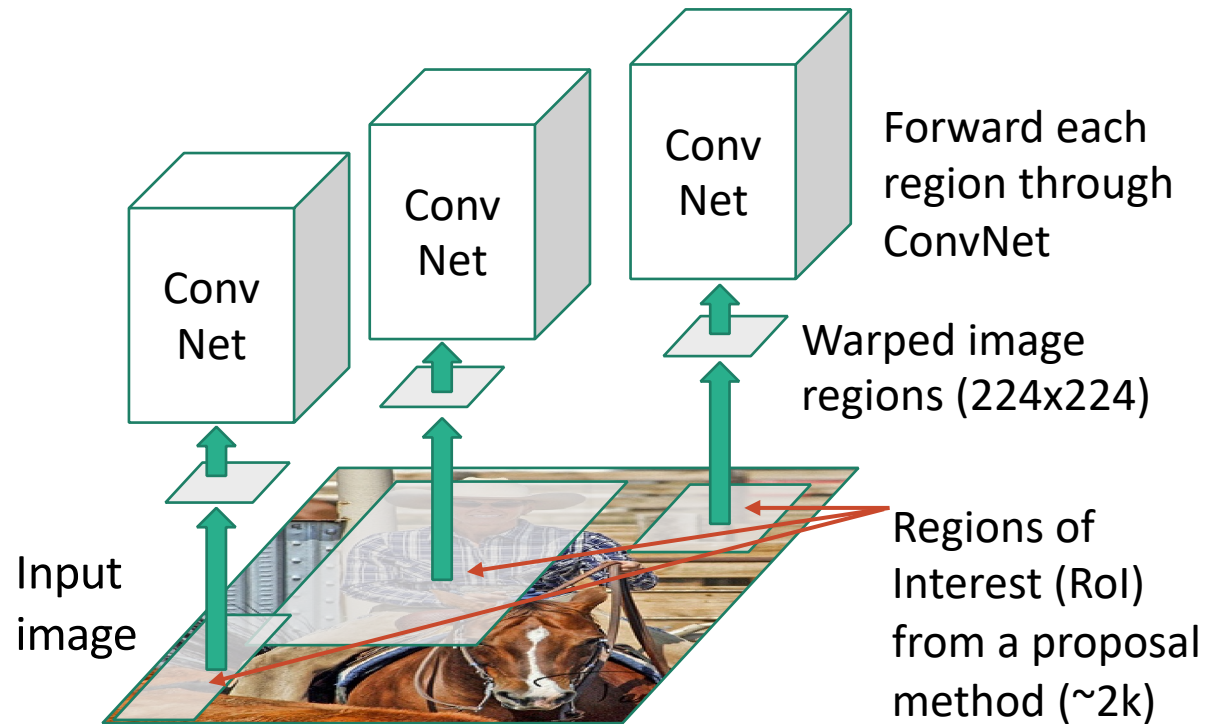 Conv
Net
Conv
Net
Conv
Net
Forward each
region through
ConvNet
Warped image
regions (224x224)
Input
image
Regions of
Interest (RoI)
from a proposal
method (~2k)